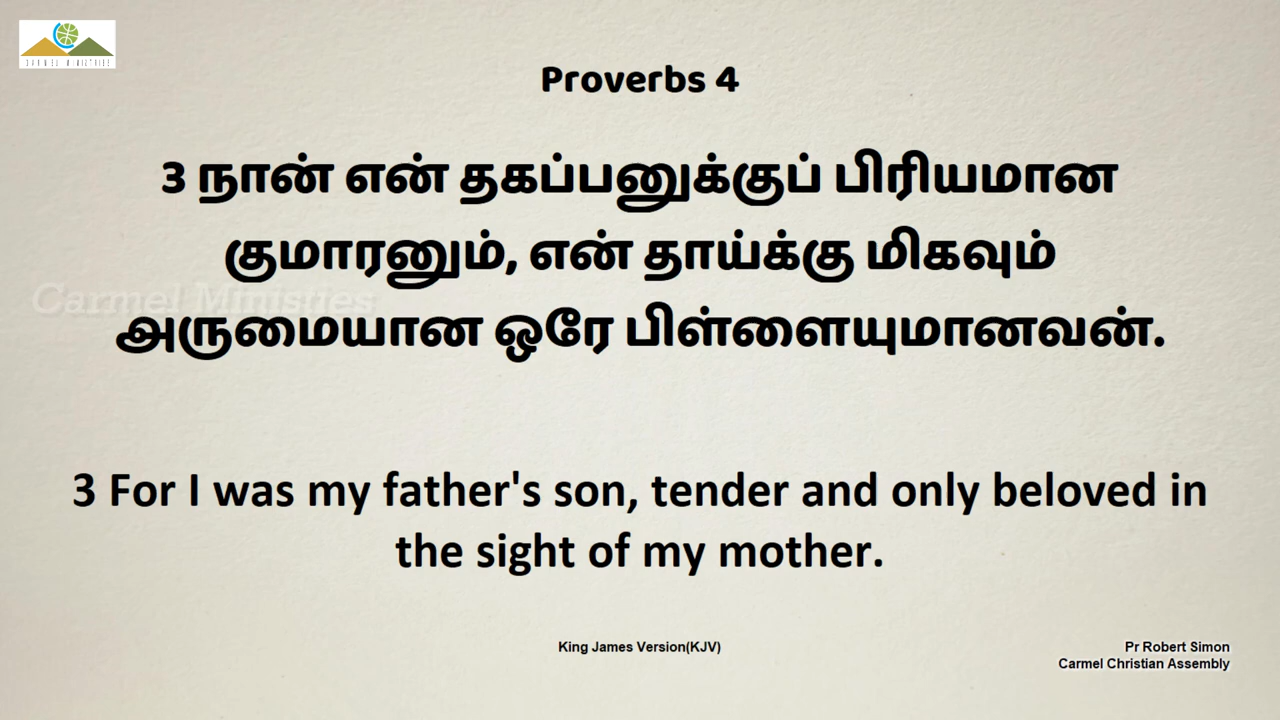 CARMEL MINISTRIES
Proverbs 4
3 நான் என் தகப்பனுக்குப் பிரியமான
குமாரனும், என் தாய்க்கு மிகவும்
Carmel Ministies
அருமையான ஒரே பிள்ளையுமானவன்.
3 For I was my father's son, tender and only beloved in
the sight of my mother.
King James Version(KJV)
Pr Robert Simon
Carmel Christian Assembly